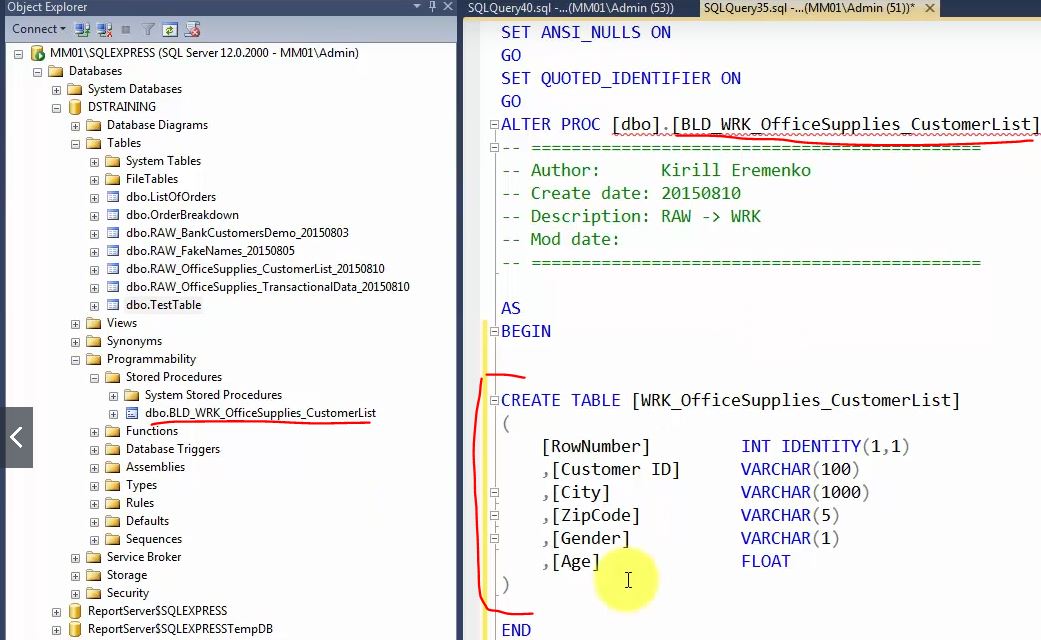 Object Explorer
Connect
MM01\SQLEXPRESS (SQL Server 12.0.2000 - MM01\Admin)
Databases
System Databases
DSTRAINING
Database Diagrams
Tables
System Tables
FileTables
dbo.ListOfOrders
dbo.OrderBreakdown
dbo.RAW_BankCustomersDemo_20150803
dbo.RAW_FakeNames_20150805
dbo.RAW_OfficeSupplies_CustomerList_20150810
dbo.RAW_OfficeSupplies_TransactionalData_20150810
dbo.TestTable
Views
Synonyms
Programmability
Stored Procedures
System Stored Procedures
dbo.BLD_WRK_OfficeSupplies_CustomerList
Functions
Database Triggers
Assemblies
Types
Rules
Defaults
Sequences
Service Broker
Storage
Security
ReportServer$SQLEXPRESS
ReportServer$SQLEXPRESSTempDB
SQLQuery40.sql -...(MM01\Admin (53))
SQLQuery35.sql -...(MM01\Admin (51))*
SET ANSI_NULLS ON
GO
SET QUOTED_IDENTIFIER ON
GO
ALTER PROC [dbo].[BLD_WRK_OfficeSupplies_CustomerList]
-- =============================================
-- Author: Kirill Eremenko
-- Create date: 20150810
-- Description: RAW -> WRK
-- Mod date:
-- =============================================
AS
BEGIN
CREATE TABLE [WRK_OfficeSupplies_CustomerList]
(
[RowNumber] INT IDENTITY(1,1)
,[Customer ID] VARCHAR(100)
,[City] VARCHAR(1000)
,[ZipCode] VARCHAR(5)
,[Gender] VARCHAR(1)
,[Age] FLOAT
)
END